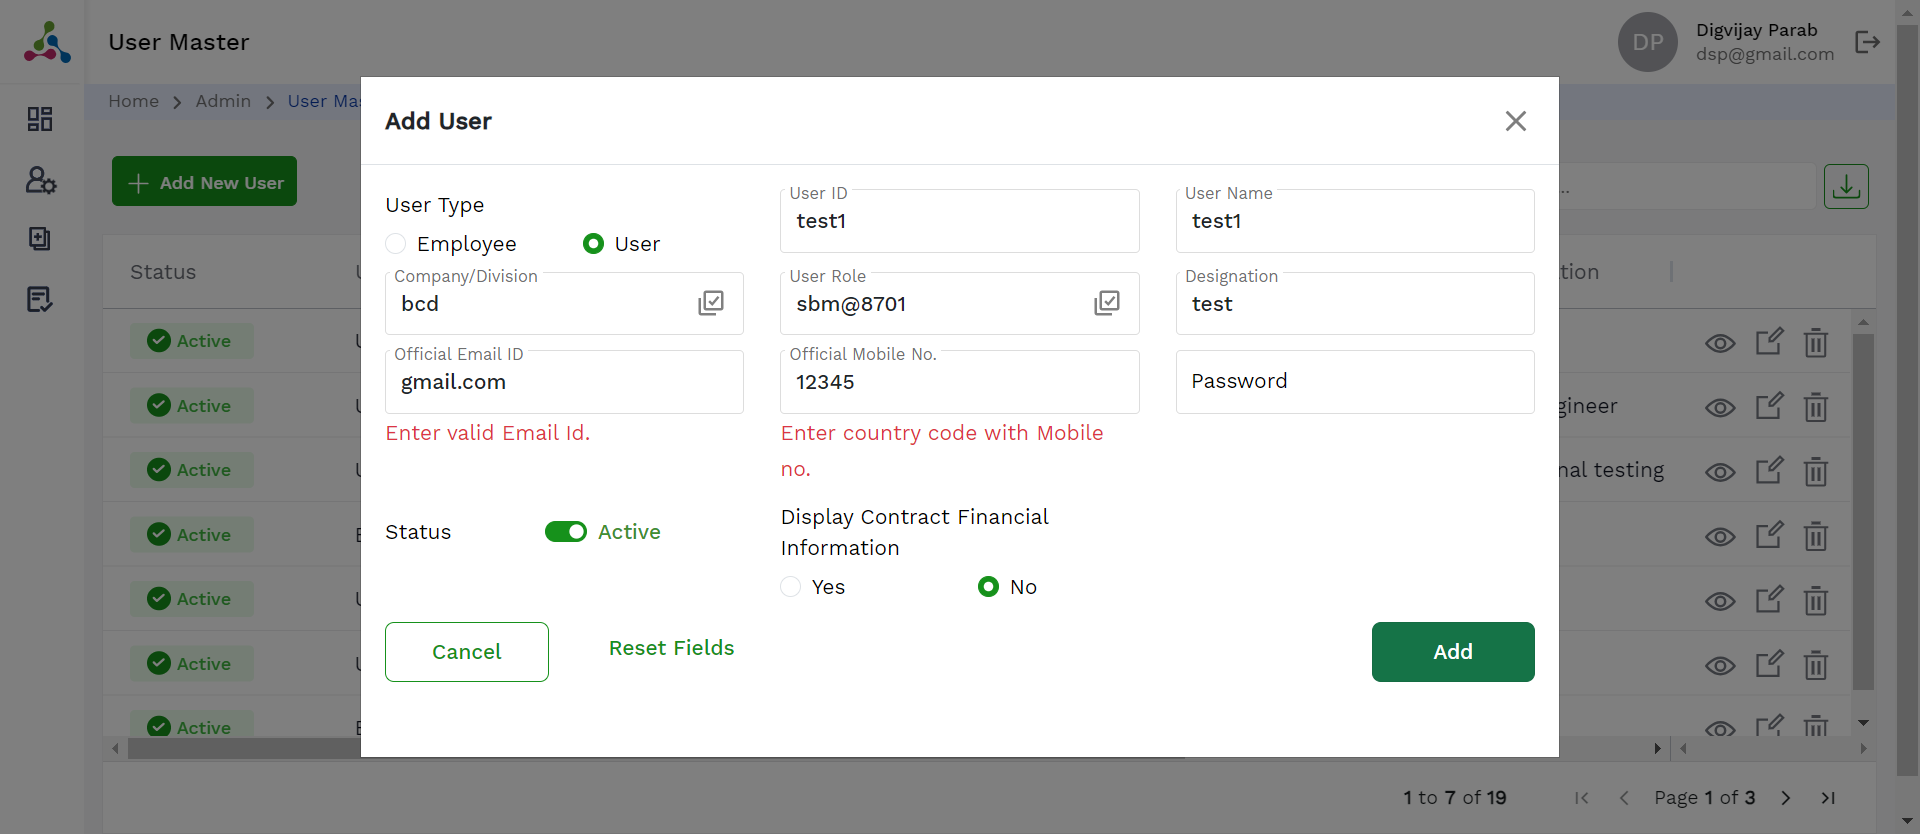 User Master
DP
Digvijay Parab
dsp@gmail.com
Home
Admin
User Mas
Add User
Add New User
User Type
Employee
User
User ID
test1
User Name
test1
Company/Division
bcd
User Role
sbm@8701
Designation
test
Official Email ID
gmail.com
Enter valid Email Id.
Official Mobile No.
12345
Enter country code with Mobile
no.
Password
Status
Active
Display Contract Financial
Information
Yes
No
Cancel
Reset Fields
Add
Status
tion
Active
Active
gineer
Active
nal testing
Active
Active
Active
Active
1 to 7 of 19
Page 1 of 3